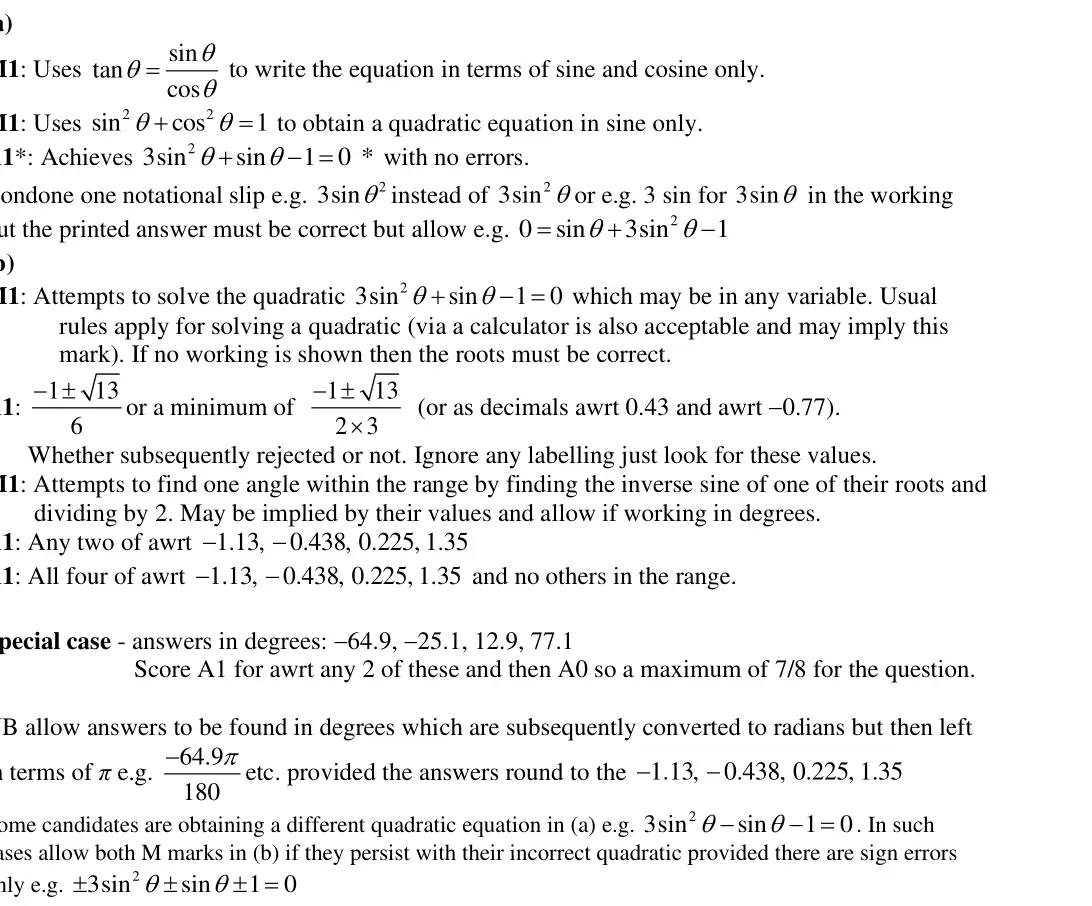 a)
M1: Uses tan θ = sin θ / cos θ to write the equation in terms of sine and cosine only.
M1: Uses sin² θ + cos² θ = 1 to obtain a quadratic equation in sine only.
1*: Achieves 3sin² θ + sin θ − 1 = 0 * with no errors.
ondone one notational slip e.g. 3sin θ² instead of 3sin² θ or e.g. 3 sin for 3sin θ in the working
ut the printed answer must be correct but allow e.g. 0 = sin θ + 3sin² θ − 1
b)
M1: Attempts to solve the quadratic 3sin² θ + sin θ − 1 = 0 which may be in any variable. Usual
rules apply for solving a quadratic (via a calculator is also acceptable and may imply this
mark). If no working is shown then the roots must be correct.
1: (−1 ± √13) / 6 or a minimum of (−1 ± √13) / (2×3) (or as decimals awrt 0.43 and awrt –0.77).
Whether subsequently rejected or not. Ignore any labelling just look for these values.
M1: Attempts to find one angle within the range by finding the inverse sine of one of their roots and
dividing by 2. May be implied by their values and allow if working in degrees.
1: Any two of awrt −1.13, −0.438, 0.225, 1.35
1: All four of awrt −1.13, −0.438, 0.225, 1.35 and no others in the range.
pecial case - answers in degrees: –64.9, –25.1, 12.9, 77.1
Score A1 for awrt any 2 of these and then A0 so a maximum of 7/8 for the question.
NB allow answers to be found in degrees which are subsequently converted to radians but then left
n terms of π e.g. −64.9π / 180 etc. provided the answers round to the −1.13, −0.438, 0.225, 1.35
ome candidates are obtaining a different quadratic equation in (a) e.g. 3sin² θ − sin θ − 1 = 0. In such
ases allow both M marks in (b) if they persist with their incorrect quadratic provided there are sign errors
nly e.g. ±3sin² θ ± sin θ ± 1 = 0